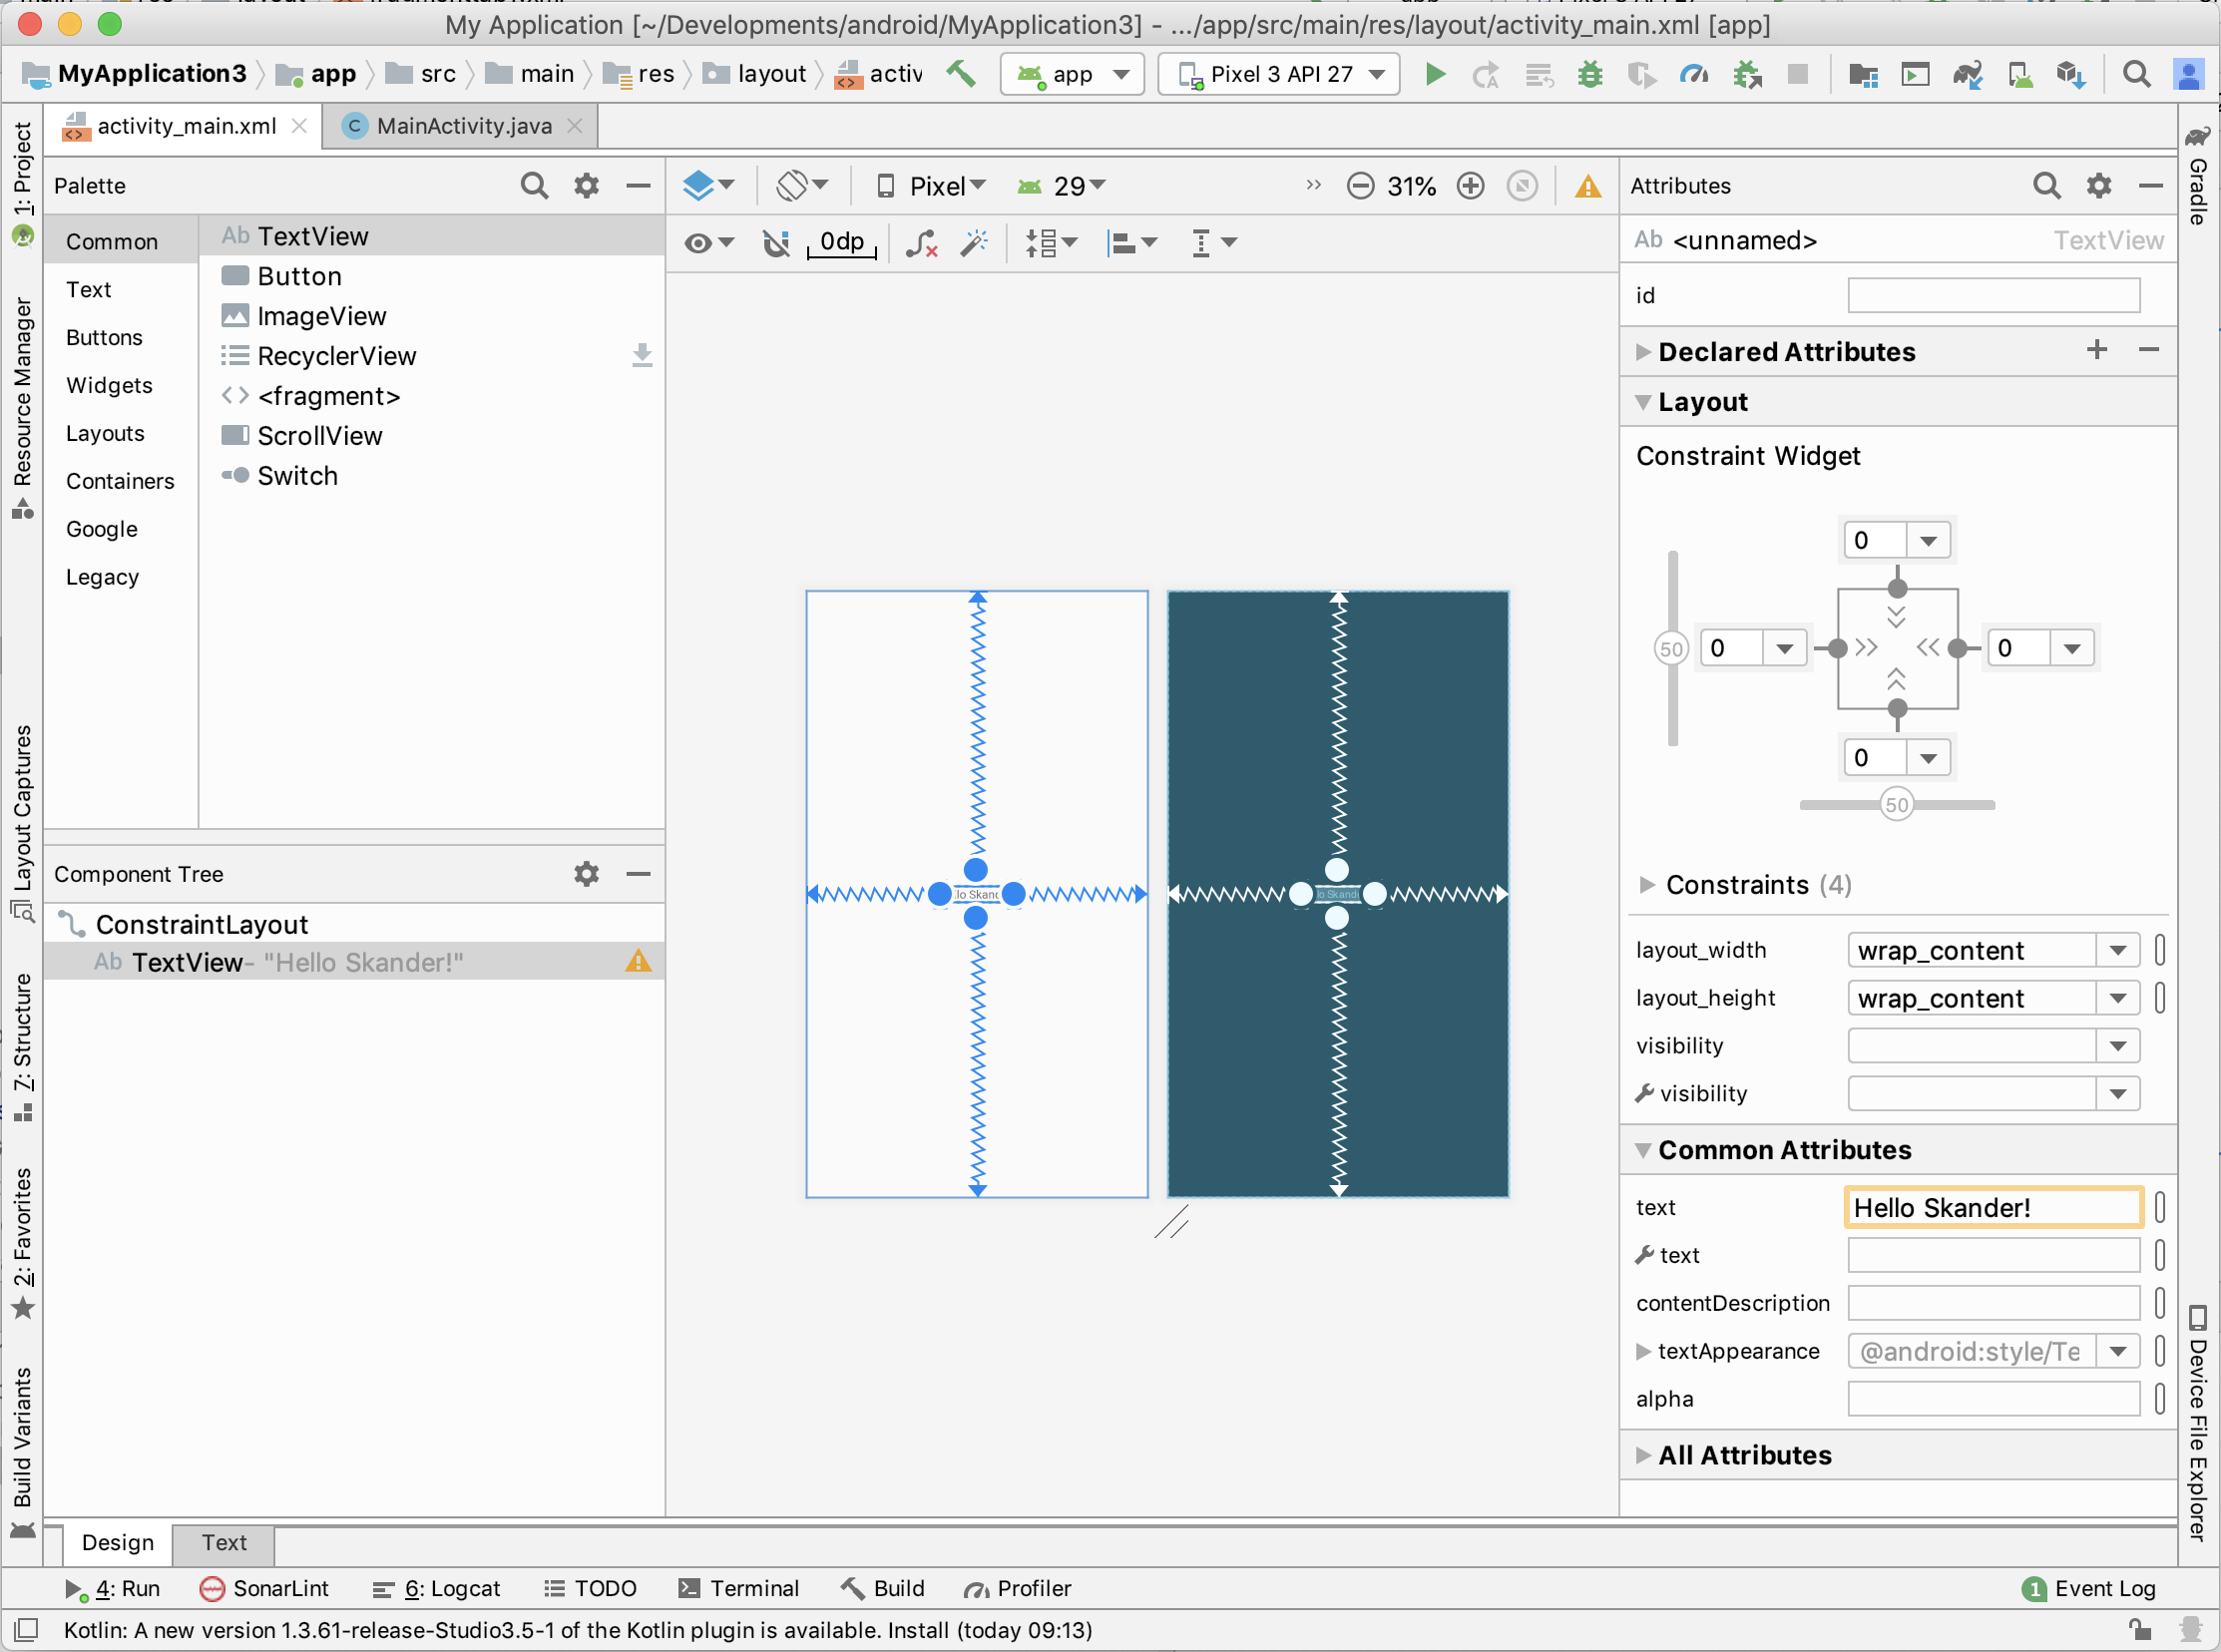 My Application [~/Developments/android/MyApplication3] - .../app/src/main/res/layout/activity_main.xml [app]
MyApplication3 app src main res layout activ app Pixel 3 API 27
activity_main.xml MainActivity.java
1: Project
Resource Manager
Layout Captures
7: Structure
2: Favorites
Build Variants
Palette
Common
Text
Buttons
Widgets
Layouts
Containers
Google
Legacy
Ab TextView
Button
ImageView
RecyclerView
<fragment>
ScrollView
Switch
Component Tree
ConstraintLayout
Ab TextView- "Hello Skander!"
Pixel 29 31%
0dp
lo Skand
Attributes
Ab <unnamed> TextView
id
Declared Attributes
Layout
Constraint Widget
0
50 0 0
0
50
Constraints (4)
layout_width wrap_content
layout_height wrap_content
visibility
visibility
Common Attributes
text Hello Skander!
text
contentDescription
textAppearance @android:style/Te
alpha
All Attributes
Gradle
Device File Explorer
Design Text
4: Run SonarLint 6: Logcat TODO Terminal Build Profiler 1 Event Log
Kotlin: A new version 1.3.61-release-Studio3.5-1 of the Kotlin plugin is available. Install (today 09:13)